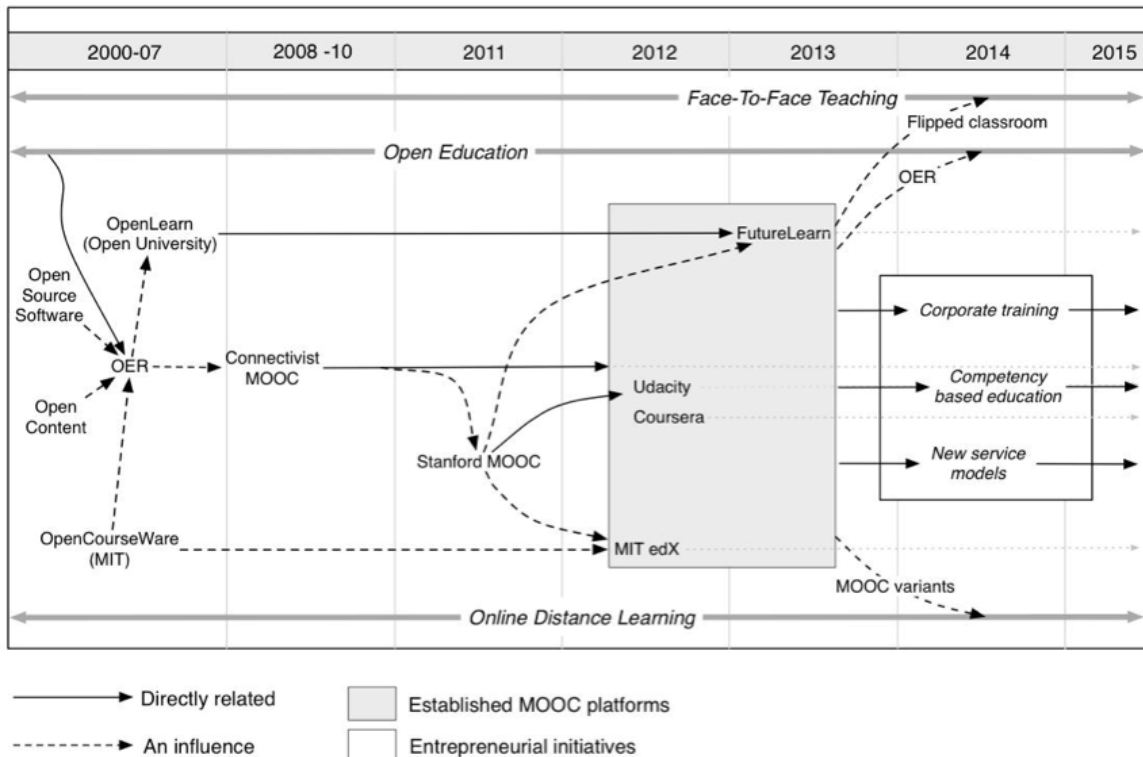 2000-07 2008 -10 2011 2012 2013 2014 2015
Face-To-Face Teaching
Flipped classroom
Open Education
OER
OpenLearn
(Open University)
FutureLearn
Open
Source
Software
Corporate training
OER
Connectivist
MOOC
Udacity
Competency
based education
Open
Content
Coursera
Stanford MOOC
New service
models
OpenCourseWare
(MIT)
MIT edX
MOOC variants
Online Distance Learning
Directly related
Established MOOC platforms
An influence
Entrepreneurial initiatives